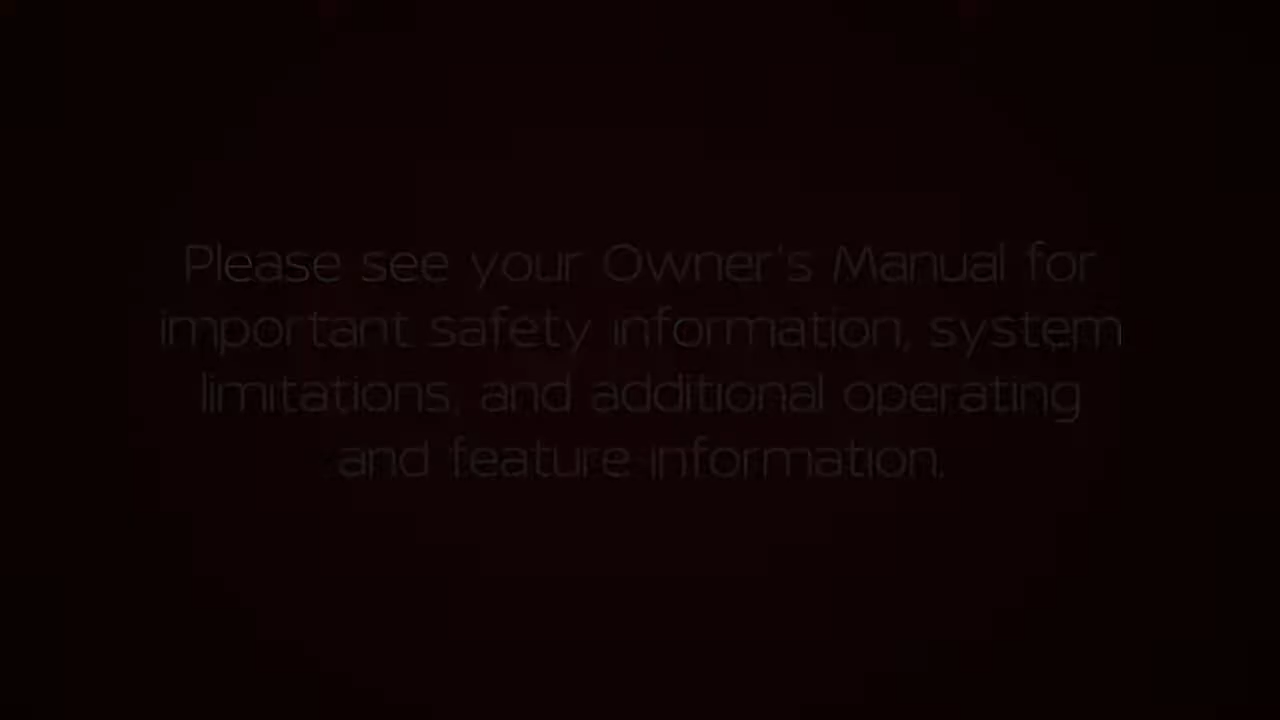 Please see your Owner's Manual for
important safety information, system
limitations, and additional operating
and feature information.